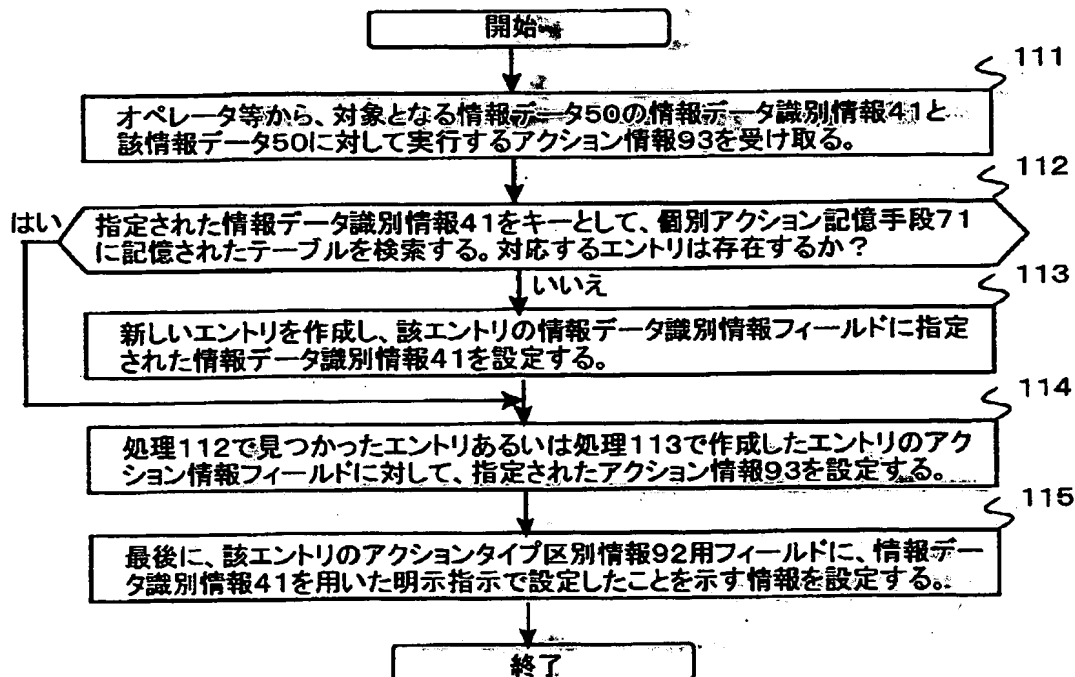 開始
111
オペレータ等から、対象となる情報データ50の情報データ識別情報41と
該情報データ50に対して実行するアクション情報93を受け取る。
112
はい
指定された情報データ識別情報41をキーとして、個別アクション記憶手段71
に記憶されたテーブルを検索する。対応するエントリは存在するか？
いいえ
113
新しいエントリを作成し、該エントリの情報データ識別情報フィールドに指定
された情報データ識別情報41を設定する。
114
処理112で見つかったエントリあるいは処理113で作成したエントリのアク
ション情報フィールドに対して、指定されたアクション情報93を設定する。
115
最後に、該エントリのアクションタイプ区別情報92用フィールドに、情報デー
タ識別情報41を用いた明示指示で設定したことを示す情報を設定する。
終了